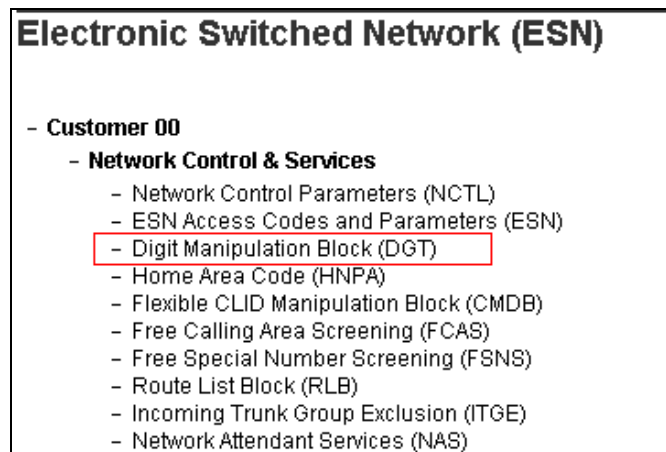 Electronic Switched Network (ESN)
- Customer 00
- Network Control & Services
- Network Control Parameters (NCTL)
- ESN Access Codes and Parameters (ESN)
- Digit Manipulation Block (DGT)
- Home Area Code (HNPA)
- Flexible CLID Manipulation Block (CMDB)
- Free Calling Area Screening (FCAS)
- Free Special Number Screening (FSNS)
- Route List Block (RLB)
- Incoming Trunk Group Exclusion (ITGE)
- Network Attendant Services (NAS)